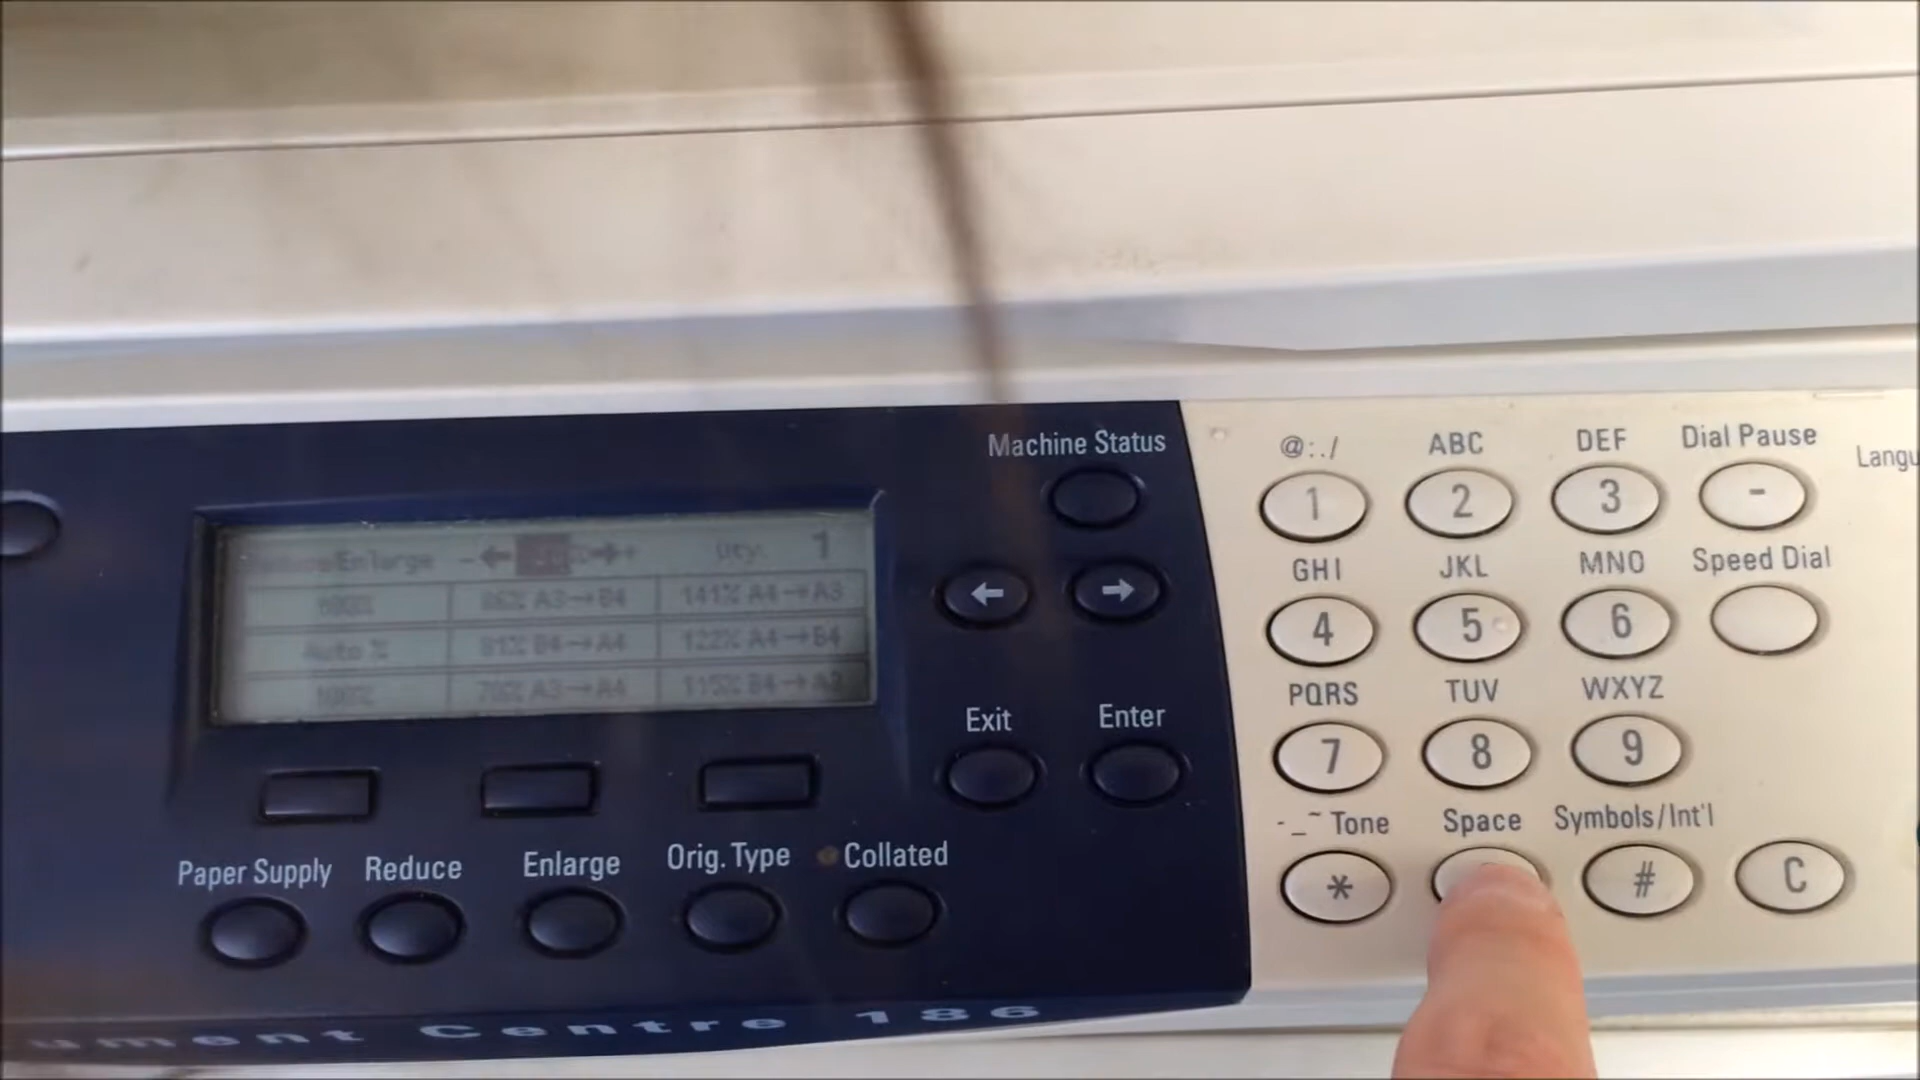 Machine Status
Reduce/Enlarge - ← → + Qty: 1
100% 86% A3→B4 141% A4→A3
Auto % 81% B4→A4 122% A4→B4
100% 70% A3→A4 115% B4→A3
← →
Exit Enter
Paper Supply Reduce Enlarge Orig. Type Collated
ument Centre 186
@:./ ABC DEF Dial Pause
1 2 3 -
Langu
GHI JKL MNO Speed Dial
4 5 6
PQRS TUV WXYZ
7 8 9
-_~ Tone Space Symbols/Int'l
* # C